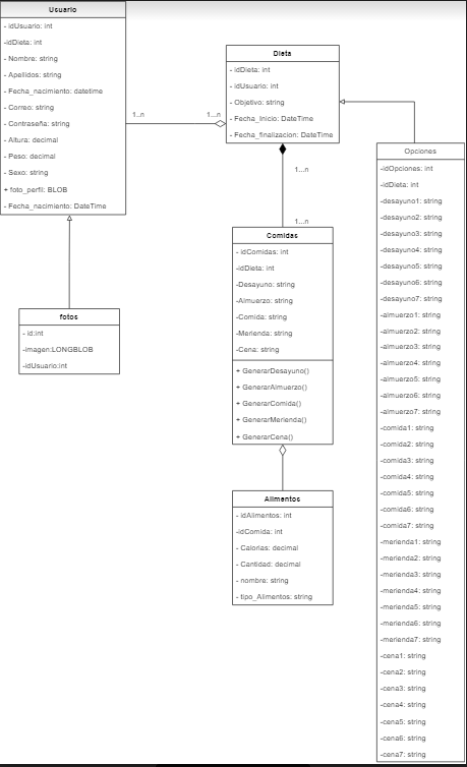 Usuario
- idUsuario: int
-idDieta: int
- Nombre: string
- Apellidos: string
- Fecha_nacimiento: datetime
- Correo: string
- Contraseña: string
- Altura: decimal
- Peso: decimal
- Sexo: string
+ foto_perfil: BLOB
- Fecha_nacimiento: DateTime
1...n
1...n
Dieta
- idDieta: int
- idUsuario: int
- Objetivo: string
- Fecha_Inicio: DateTime
- Fecha_finalizacion: DateTime
1...n
1...n
fotos
- id:int
-imagen:LONGBLOB
-idUsuario:int
Comidas
- idComidas: int
-idDieta: int
-Desayuno: string
-Almuerzo: string
-Comida: string
-Merienda: string
-Cena: string
+ GenerarDesayuno()
+ GenerarAlmuerzo()
+ GenerarComida()
+ GenerarMerienda()
+ GenerarCena()
Alimentos
- idAlimentos: int
-idComida: int
- Calorias: decimal
- Cantidad: decimal
- nombre: string
- tipo_Alimentos: string
Opciones
-idOpciones: int
-idDieta: int
-desayuno1: string
-desayuno2: string
-desayuno3: string
-desayuno4: string
-desayuno5: string
-desayuno6: string
-desayuno7: string
-almuerzo1: string
-almuerzo2: string
-almuerzo3: string
-almuerzo4: string
-almuerzo5: string
-almuerzo6: string
-almuerzo7: string
-comida1: string
-comida2: string
-comida3: string
-comida4: string
-comida5: string
-comida6: string
-comida7: string
-merienda1: string
-merienda2: string
-merienda3: string
-merienda4: string
-merienda5: string
-merienda6: string
-merienda7: string
-cena1: string
-cena2: string
-cena3: string
-cena4: string
-cena5: string
-cena6: string
-cena7: string